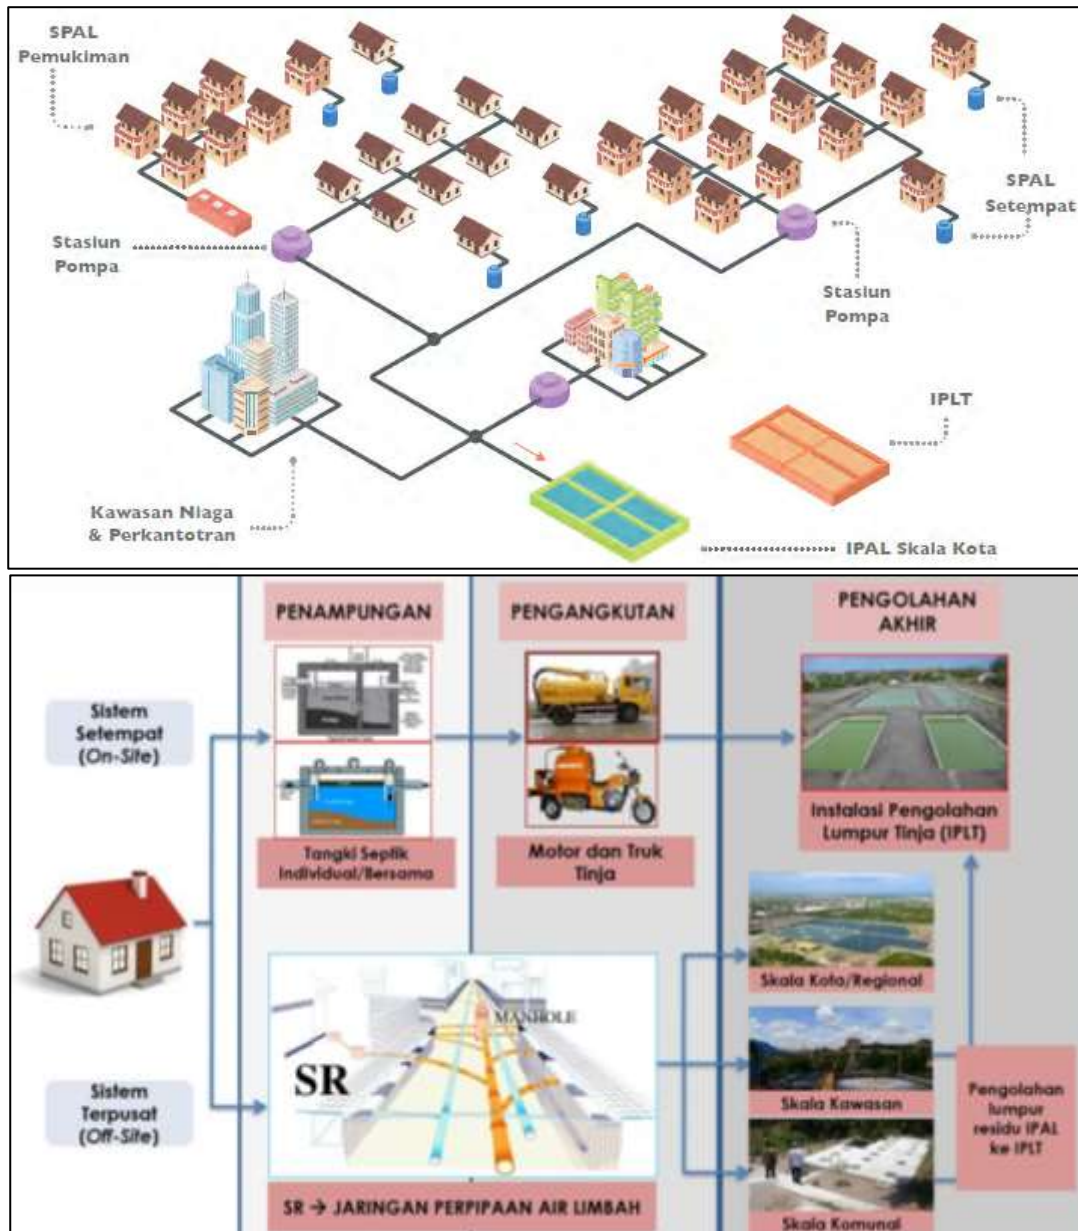 SPAL
Pemukiman
SPAL
Setempat
Stasiun
Pompa
Stasiun
Pompa
IPLT
Kawasan Niaga
& Perkantotran
IPAL Skala Kota
PENAMPUNGAN
PENGANGKUTAN
PENGOLAHAN
AKHIR
Sistem
Setempat
(On-Site)
Tangki Septik
Individual/Bersama
Motor dan Truk
Tinja
Instalasi Pengolahan
Lumpur Tinja (IPLT)
Skala Kota/Regional
MANHOLE
SR
Sistem
Terpusat
(Off-Site)
Skala Kawasan
Pengolahan
lumpur
residu IPAL
ke IPLT
SR → JARINGAN PERPIPAAN AIR LIMBAH
Skala Komunal